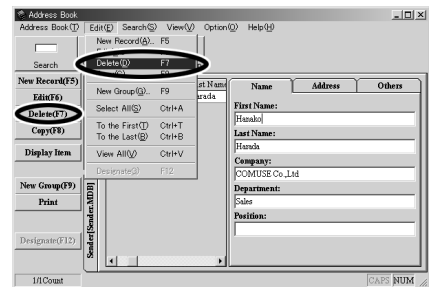 Address Book
Address Book(T) Edit(E) Search(S) View(V) Option(O) Help(H)
New Record(A)... F5
Delete(D) F7
New Group(G)... F9
Select All(S) Ctrl+A
To the First(T) Ctrl+T
To the Last(B) Ctrl+B
View All(V) Ctrl+V
Designate(J) F12
Search
New Record(F5)
Edit(F6)
Delete(F7)
Copy(F8)
Display Item
New Group(F9)
Print
Designate(F12)
Sender[Sender.MDB]
st Name
arada
Name Address Others
First Name:
Hanako
Last Name:
Harada
Company:
COMUSE Co.,Ltd
Department:
Sales
Position:
1/1Count
CAPS NUM